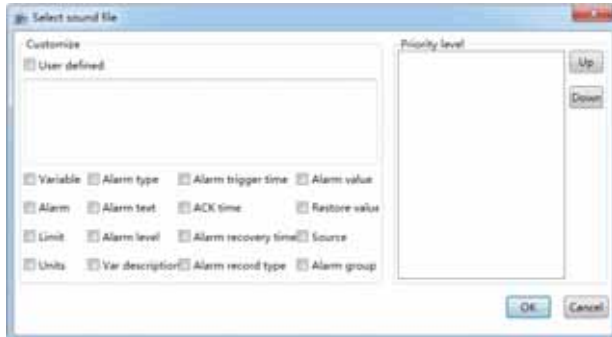 Select sound file
Customize
User defined
Variable Alarm type Alarm trigger time Alarm value
Alarm Alarm text ACK time Restore value
Limit Alarm level Alarm recovery time Source
Units Var description Alarm record type Alarm group
Priority level
Up
Down
OK Cancel